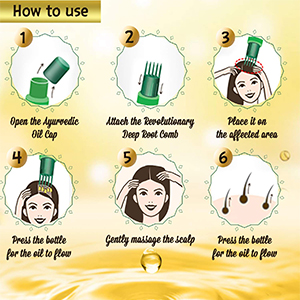 How to use
1
2
3
Open the Ayurvedic
Oil Cap
Attach the Revolutionary
Deep Root Comb
Place it on
the affected area
4
5
6
Press the bottle
for the oil to flow
Gently massage the scalp
Press the bottle
for the oil to flow